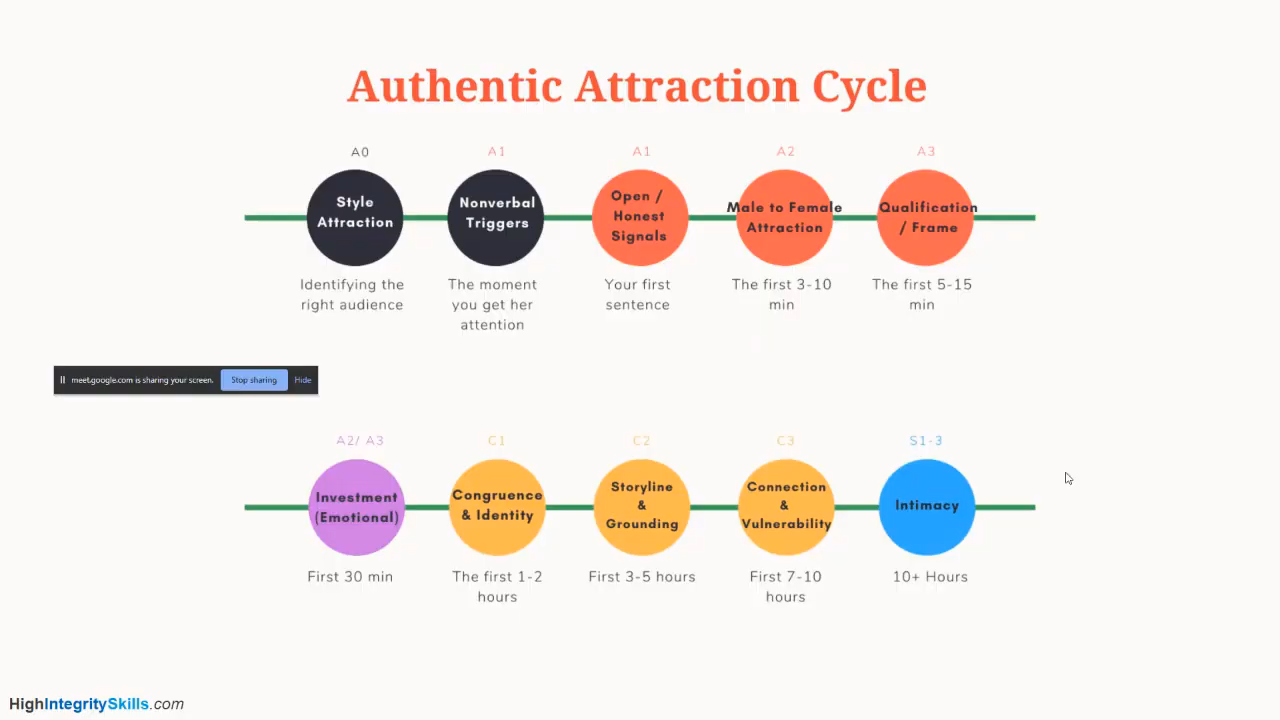 Authentic Attraction Cycle
A0
A1
A1
A2
A3
Style
Attraction
Nonverbal
Triggers
Open /
Honest
Signals
Male to Female
Attraction
Qualification
/ Frame
Identifying the
right audience
The moment
you get her
attention
Your first
sentence
The first 3-10
min
The first 5-15
min
meet.google.com is sharing your screen.
Stop sharing
Hide
A2/ A3
C1
C2
C3
S1-3
Investment
(Emotional)
Congruence
& Identity
Storyline
&
Grounding
Connection
&
Vulnerability
Intimacy
First 30 min
The first 1-2
hours
First 3-5 hours
First 7-10
hours
10+ Hours
HighIntegritySkills.com